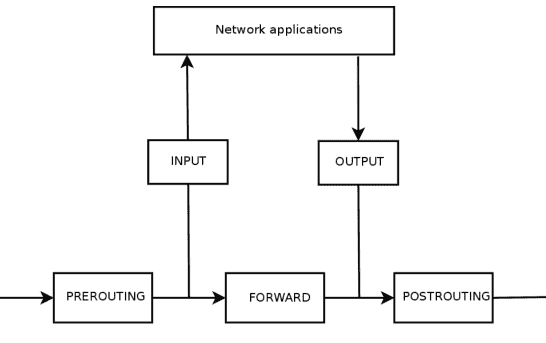 Network applications
INPUT
OUTPUT
PREROUTING
FORWARD
POSTROUTING